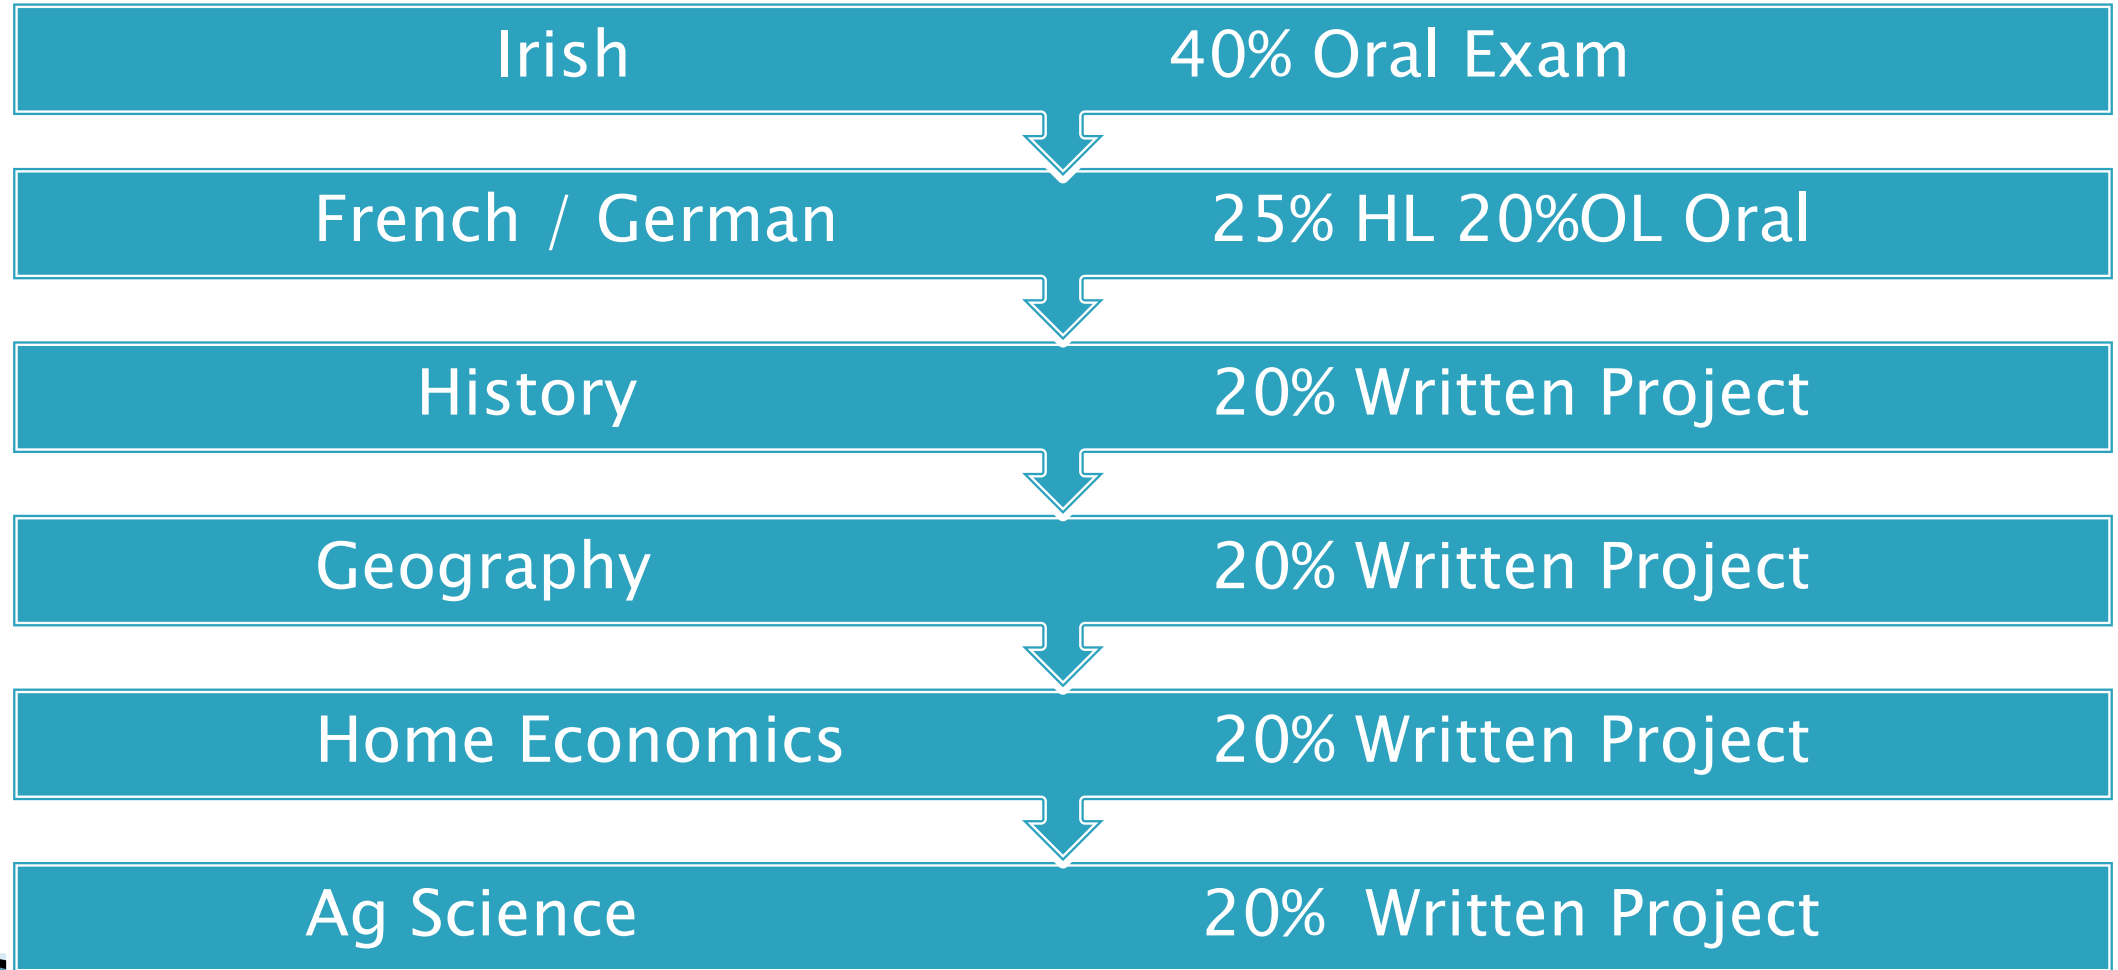 Irish 40% Oral Exam
French / German 25% HL 20%OL Oral
History 20% Written Project
Geography 20% Written Project
Home Economics 20% Written Project
Ag Science 20% Written Project